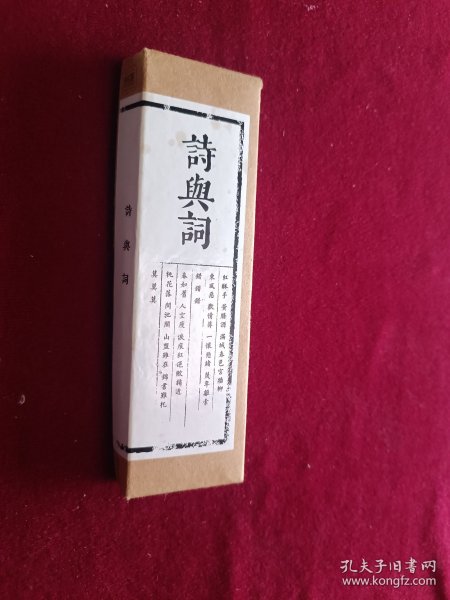 詩與詞
紅酥手 黃滕酒 滿城春色宮牆柳
東風惡 歡情薄 一懷愁緒 幾年離索
錯錯錯
春如舊 人空瘦 淚痕紅浥鮫綃透
桃花落 閒池閣 山盟雖在 錦書難托
莫莫莫
詩與詞
孔夫子旧书网
www.kongfz.com